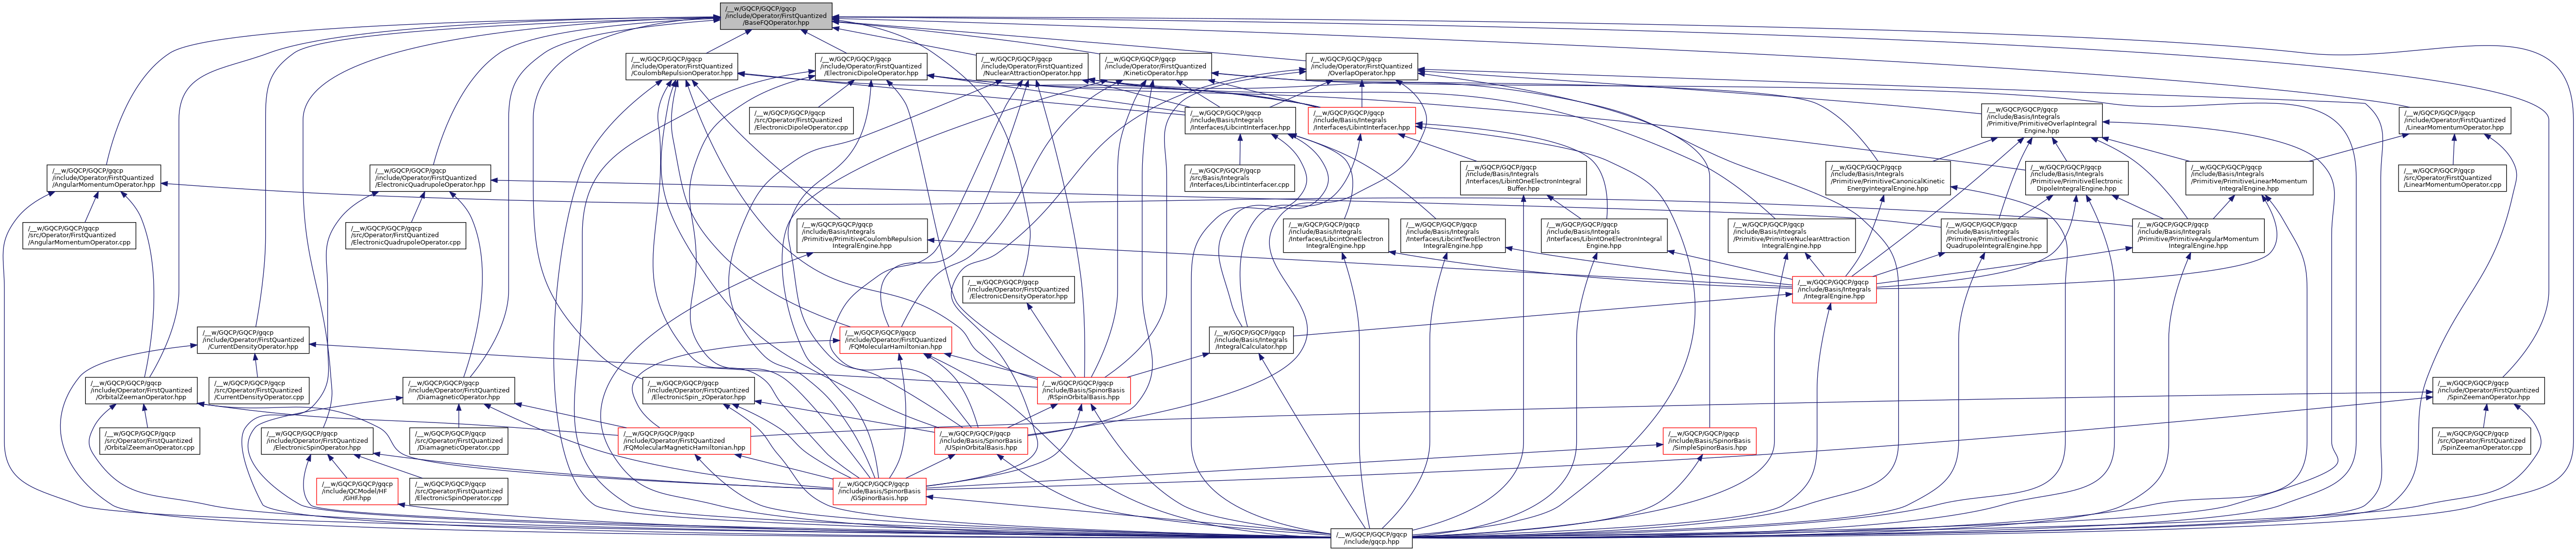 /__w/GQCP/GQCP/gqcp
/include/Operator/FirstQuantized
/BaseFQOperator.hpp
/__w/GQCP/GQCP/gqcp
/include/Operator/FirstQuantized
/CoulombRepulsionOperator.hpp
/__w/GQCP/GQCP/gqcp
/include/Operator/FirstQuantized
/ElectronicDipoleOperator.hpp
/__w/GQCP/GQCP/gqcp
/include/Operator/FirstQuantized
/NuclearAttractionOperator.hpp
/__w/GQCP/GQCP/gqcp
/include/Operator/FirstQuantized
/KineticOperator.hpp
/__w/GQCP/GQCP/gqcp
/include/Operator/FirstQuantized
/OverlapOperator.hpp
/__w/GQCP/GQCP/gqcp
/src/Operator/FirstQuantized
/ElectronicDipoleOperator.cpp
/__w/GQCP/GQCP/gqcp
/include/Basis/Integrals
/Interfaces/LibcintInterfacer.hpp
/__w/GQCP/GQCP/gqcp
/include/Basis/Integrals
/Interfaces/LibintInterfacer.hpp
/__w/GQCP/GQCP/gqcp
/include/Basis/Integrals
/Primitive/PrimitiveOverlapIntegral
Engine.hpp
/__w/GQCP/GQCP/gqcp
/include/Operator/FirstQuantized
/LinearMomentumOperator.hpp
/__w/GQCP/GQCP/gqcp
/include/Operator/FirstQuantized
/AngularMomentumOperator.hpp
/__w/GQCP/GQCP/gqcp
/include/Operator/FirstQuantized
/ElectronicQuadrupoleOperator.hpp
/__w/GQCP/GQCP/gqcp
/src/Basis/Integrals
/Interfaces/LibcintInterfacer.cpp
/__w/GQCP/GQCP/gqcp
/include/Basis/Integrals
/Interfaces/LibintOneElectronIntegral
Buffer.hpp
/__w/GQCP/GQCP/gqcp
/include/Basis/Integrals
/Primitive/PrimitiveCanonicalKinetic
EnergyIntegralEngine.hpp
/__w/GQCP/GQCP/gqcp
/include/Basis/Integrals
/Primitive/PrimitiveElectronic
DipoleIntegralEngine.hpp
/__w/GQCP/GQCP/gqcp
/include/Basis/Integrals
/Primitive/PrimitiveLinearMomentum
IntegralEngine.hpp
/__w/GQCP/GQCP/gqcp
/src/Operator/FirstQuantized
/LinearMomentumOperator.cpp
/__w/GQCP/GQCP/gqcp
/src/Operator/FirstQuantized
/AngularMomentumOperator.cpp
/__w/GQCP/GQCP/gqcp
/src/Operator/FirstQuantized
/ElectronicQuadrupoleOperator.cpp
/__w/GQCP/GQCP/gqcp
/include/Basis/Integrals
/Primitive/PrimitiveCoulombRepulsion
IntegralEngine.hpp
/__w/GQCP/GQCP/gqcp
/include/Basis/Integrals
/Interfaces/LibcintOneElectron
IntegralEngine.hpp
/__w/GQCP/GQCP/gqcp
/include/Basis/Integrals
/Interfaces/LibcintTwoElectron
IntegralEngine.hpp
/__w/GQCP/GQCP/gqcp
/include/Basis/Integrals
/Interfaces/LibintOneElectronIntegral
Engine.hpp
/__w/GQCP/GQCP/gqcp
/include/Basis/Integrals
/Primitive/PrimitiveNuclearAttraction
IntegralEngine.hpp
/__w/GQCP/GQCP/gqcp
/include/Basis/Integrals
/Primitive/PrimitiveElectronic
QuadrupoleIntegralEngine.hpp
/__w/GQCP/GQCP/gqcp
/include/Basis/Integrals
/Primitive/PrimitiveAngularMomentum
IntegralEngine.hpp
/__w/GQCP/GQCP/gqcp
/include/Operator/FirstQuantized
/ElectronicDensityOperator.hpp
/__w/GQCP/GQCP/gqcp
/include/Basis/Integrals
/IntegralEngine.hpp
/__w/GQCP/GQCP/gqcp
/include/Operator/FirstQuantized
/CurrentDensityOperator.hpp
/__w/GQCP/GQCP/gqcp
/include/Operator/FirstQuantized
/FQMolecularHamiltonian.hpp
/__w/GQCP/GQCP/gqcp
/include/Basis/Integrals
/IntegralCalculator.hpp
/__w/GQCP/GQCP/gqcp
/include/Operator/FirstQuantized
/OrbitalZeemanOperator.hpp
/__w/GQCP/GQCP/gqcp
/src/Operator/FirstQuantized
/CurrentDensityOperator.cpp
/__w/GQCP/GQCP/gqcp
/include/Operator/FirstQuantized
/DiamagneticOperator.hpp
/__w/GQCP/GQCP/gqcp
/include/Operator/FirstQuantized
/ElectronicSpin_zOperator.hpp
/__w/GQCP/GQCP/gqcp
/include/Basis/SpinorBasis
/RSpinOrbitalBasis.hpp
/__w/GQCP/GQCP/gqcp
/include/Operator/FirstQuantized
/SpinZeemanOperator.hpp
/__w/GQCP/GQCP/gqcp
/src/Operator/FirstQuantized
/OrbitalZeemanOperator.cpp
/__w/GQCP/GQCP/gqcp
/include/Operator/FirstQuantized
/ElectronicSpinOperator.hpp
/__w/GQCP/GQCP/gqcp
/src/Operator/FirstQuantized
/DiamagneticOperator.cpp
/__w/GQCP/GQCP/gqcp
/include/Operator/FirstQuantized
/FQMolecularMagneticHamiltonian.hpp
/__w/GQCP/GQCP/gqcp
/include/Basis/SpinorBasis
/USpinOrbitalBasis.hpp
/__w/GQCP/GQCP/gqcp
/include/Basis/SpinorBasis
/SimpleSpinorBasis.hpp
/__w/GQCP/GQCP/gqcp
/src/Operator/FirstQuantized
/SpinZeemanOperator.cpp
/__w/GQCP/GQCP/gqcp
/include/QCModel/HF
/GHF.hpp
/__w/GQCP/GQCP/gqcp
/src/Operator/FirstQuantized
/ElectronicSpinOperator.cpp
/__w/GQCP/GQCP/gqcp
/include/Basis/SpinorBasis
/GSpinorBasis.hpp
/__w/GQCP/GQCP/gqcp
/include/gqcp.hpp